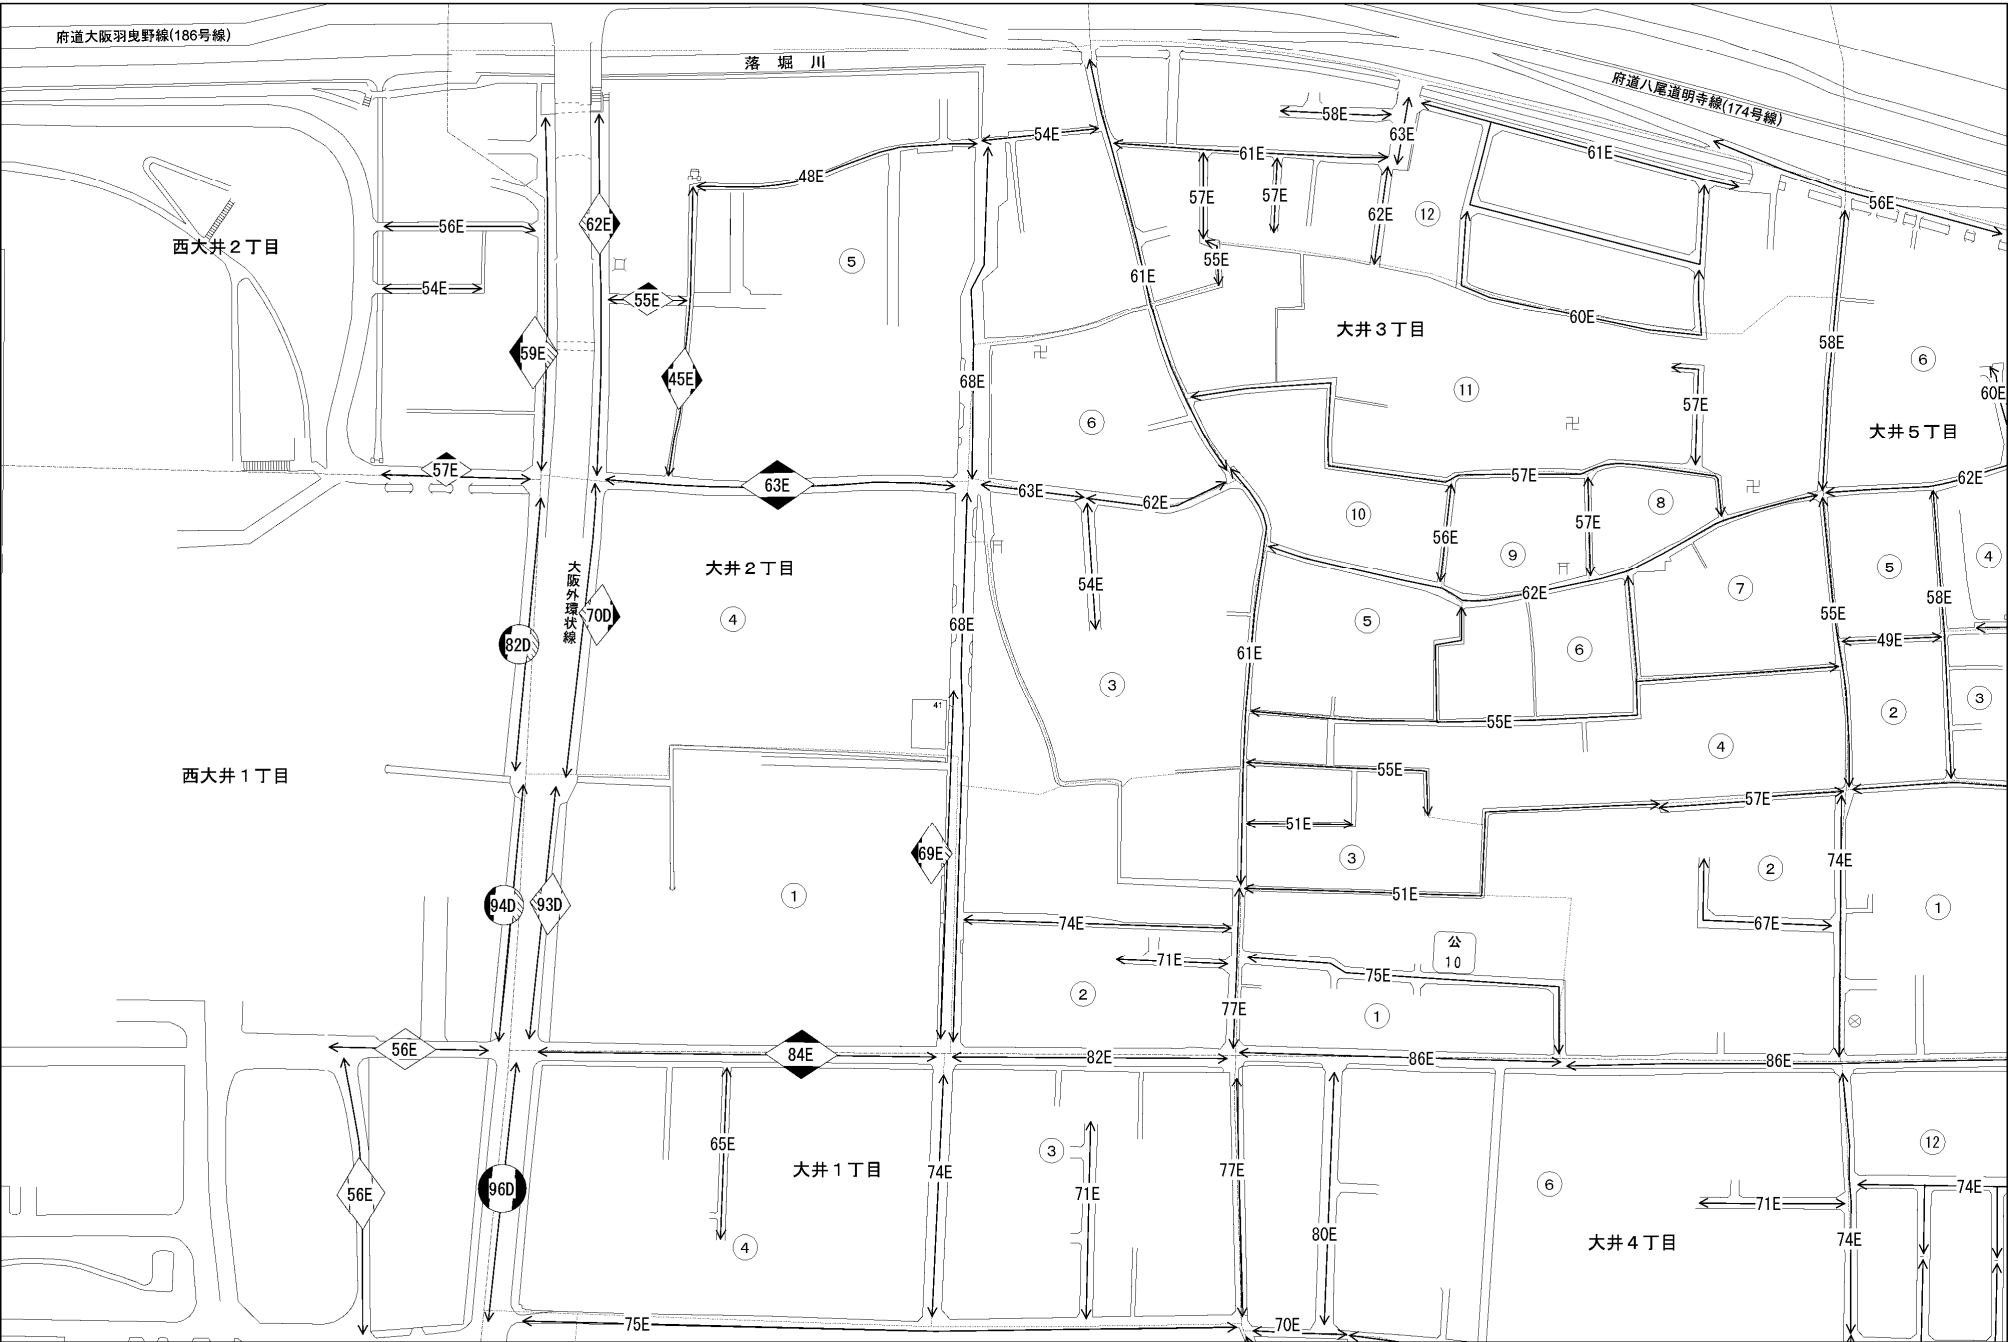 府道大阪羽曳野線(186号線)
落堀川
府道八尾道明寺線(174号線)
58E
63E
54E
61E
61E
48E
57E
57E
56E
62E
62E
12
56E
西大井2丁目
5
55E
61E
54E
55E
60E
大井3丁目
58E
59E
6
45E
68E
11
60E
57E
6
大井5丁目
57E
63E
63E
62E
57E
62E
8
10
57E
56E
9
大井2丁目
大阪外環状線
54E
62E
7
5
4
70D
4
68E
5
55E
58E
82D
61E
6
49E
3
41
55E
2
3
4
西大井1丁目
55E
57E
51E
69E
3
74E
2
1
51E
94D
93D
1
74E
67E
公
10
71E
75E
2
77E
1
56E
84E
82E
86E
86E
65E
大井1丁目
74E
3
77E
12
56E
96D
71E
6
74E
71E
80E
4
大井4丁目
74E
75E
70E